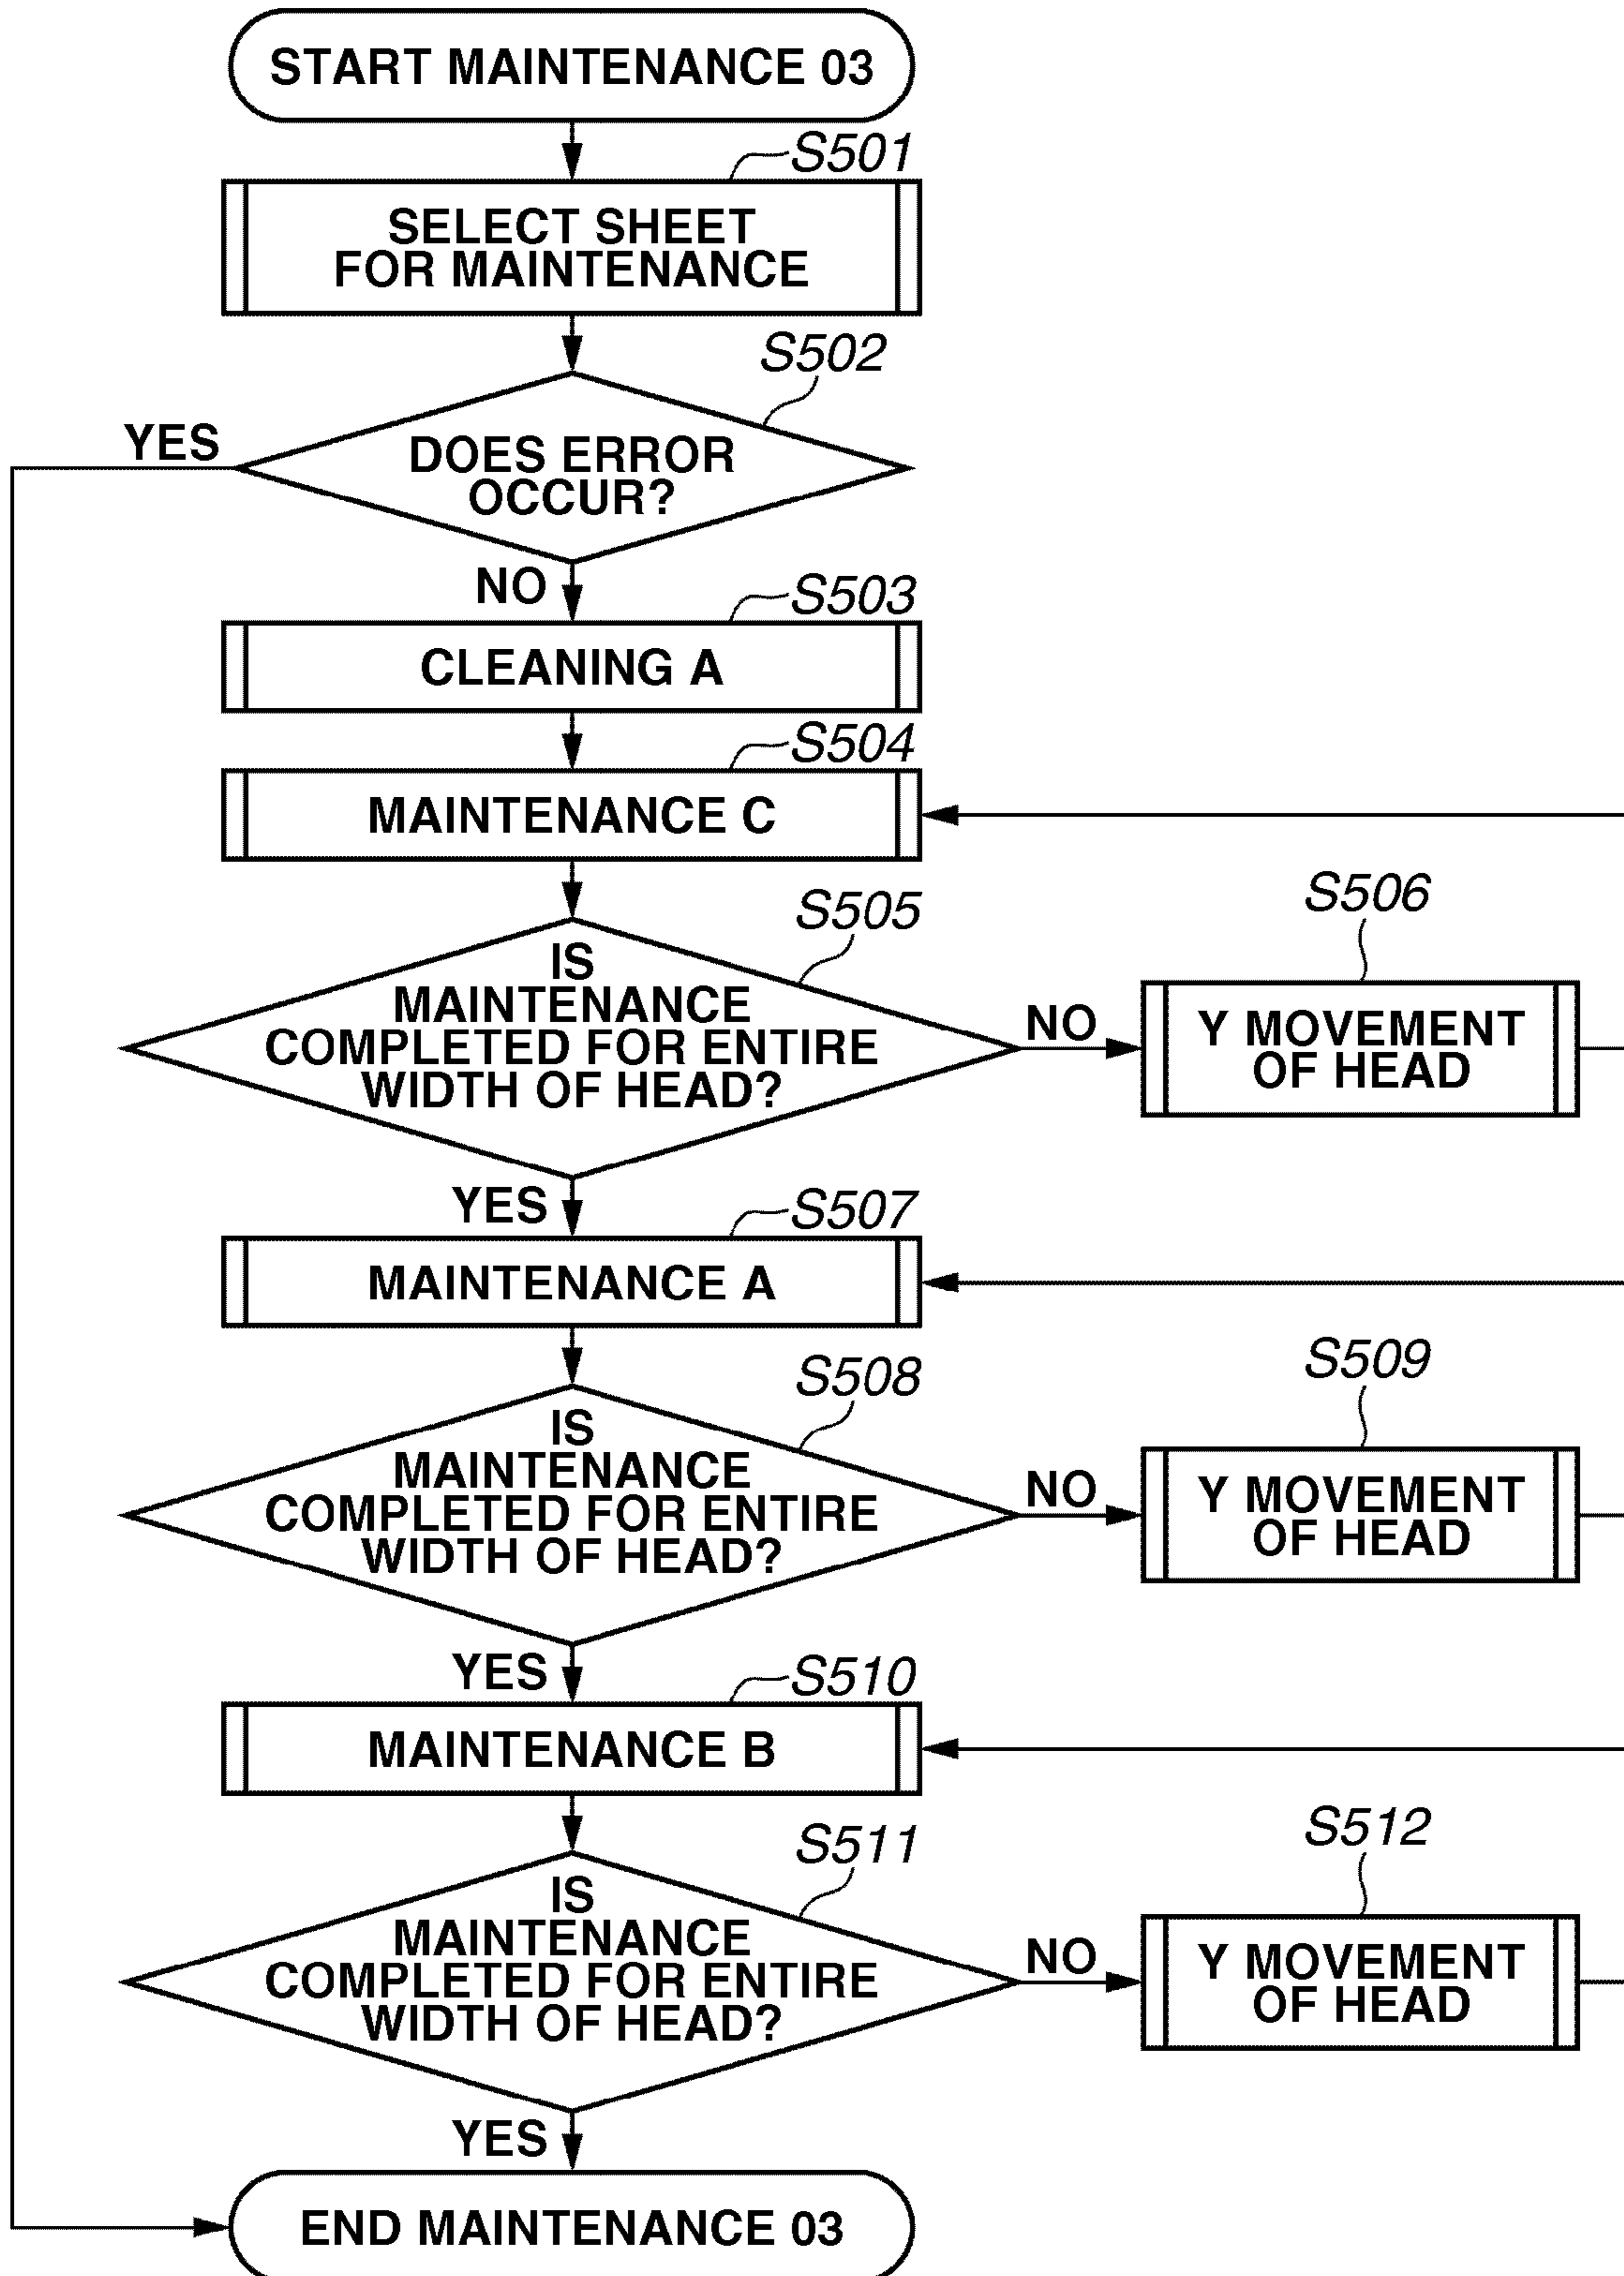 START MAINTENANCE 03
S501
SELECT SHEET
FOR MAINTENANCE
S502
YES
DOES ERROR
OCCUR?
NO
S503
CLEANING A
S504
MAINTENANCE C
S505
IS
MAINTENANCE
COMPLETED FOR ENTIRE
WIDTH OF HEAD?
NO
S506
Y MOVEMENT
OF HEAD
YES
S507
MAINTENANCE A
S508
IS
MAINTENANCE
COMPLETED FOR ENTIRE
WIDTH OF HEAD?
NO
S509
Y MOVEMENT
OF HEAD
YES
S510
MAINTENANCE B
S511
IS
MAINTENANCE
COMPLETED FOR ENTIRE
WIDTH OF HEAD?
NO
S512
Y MOVEMENT
OF HEAD
YES
END MAINTENANCE 03